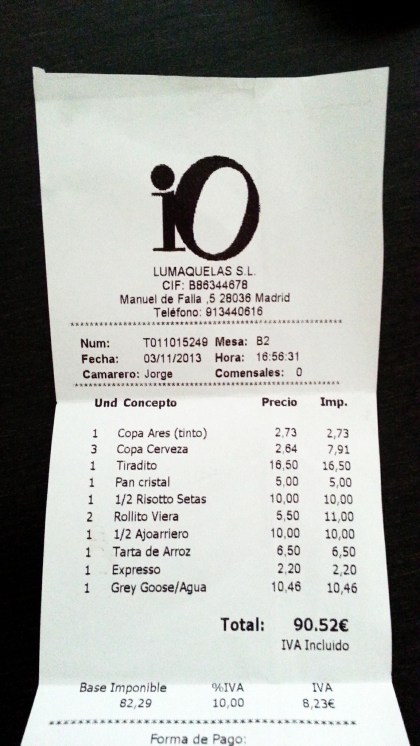 iO
LUMAQUELAS S.L.
CIF: B86344678
Manuel de Falla ,5 28036 Madrid
Teléfono: 913440616
Num: T011015249 Mesa: B2
Fecha: 03/11/2013 Hora: 16:56:31
Camarero: Jorge Comensales: 0
Und Concepto Precio Imp.
1 Copa Ares (tinto) 2,73 2,73
3 Copa Cerveza 2,64 7,91
1 Tiradito 16,50 16,50
1 Pan cristal 5,00 5,00
1 1/2 Risotto Setas 10,00 10,00
2 Rollito Viera 5,50 11,00
1 1/2 Ajoarriero 10,00 10,00
1 Tarta de Arroz 6,50 6,50
1 Expresso 2,20 2,20
1 Grey Goose/Agua 10,46 10,46
Total: 90.52€
IVA Incluido
Base Imponible %IVA IVA
82,29 10,00 8,23€
Forma de Pago: